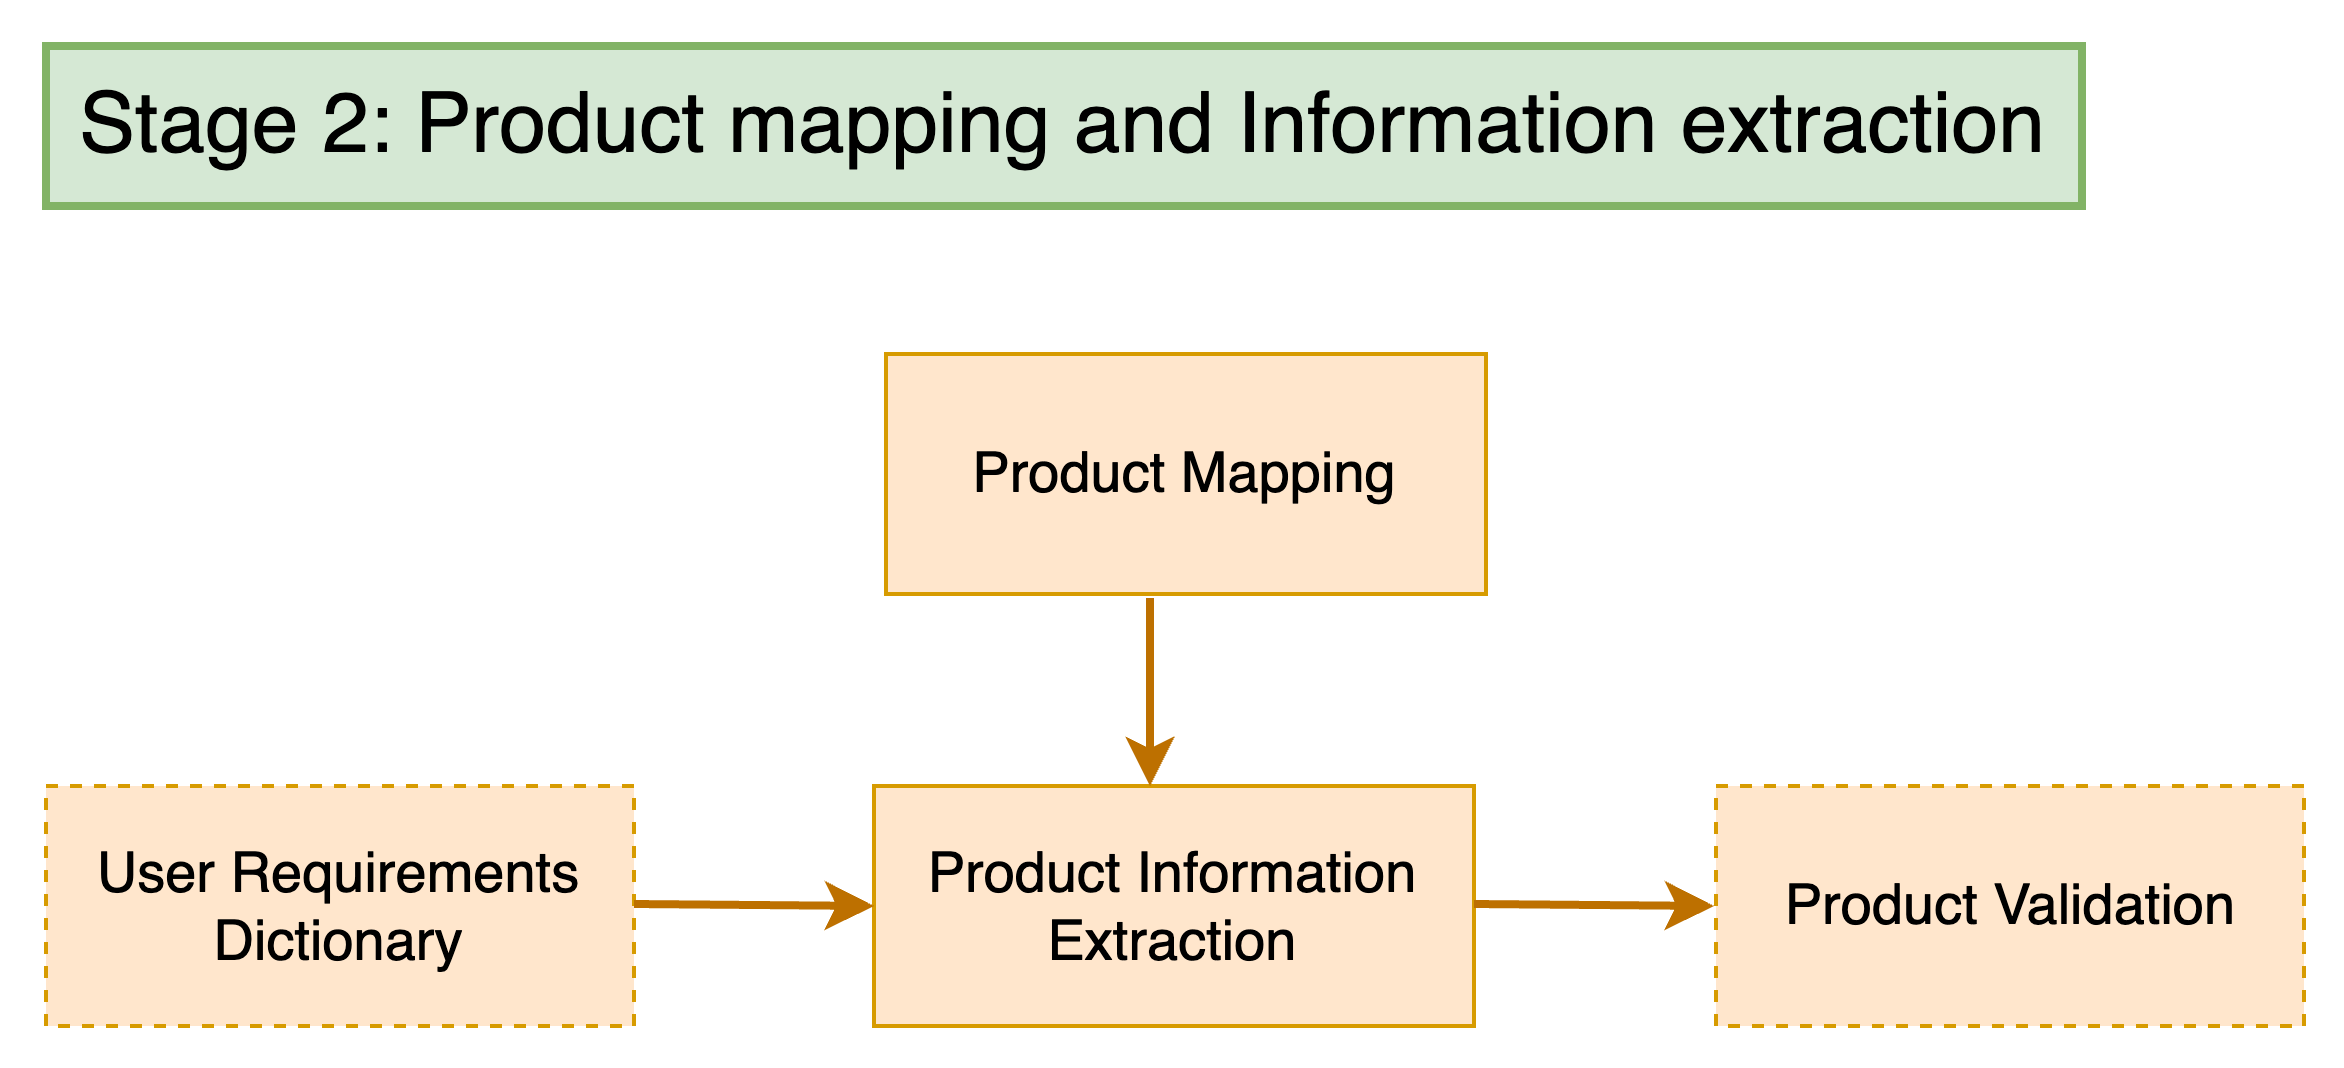 Stage 2: Product mapping and Information extraction
Product Mapping
User Requirements
Dictionary
Product Information
Extraction
Product Validation